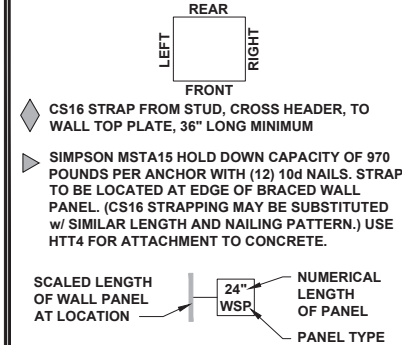 REAR
LEFT
RIGHT
FRONT
CS16 STRAP FROM STUD, CROSS HEADER, TO
WALL TOP PLATE, 36" LONG MINIMUM
SIMPSON MSTA15 HOLD DOWN CAPACITY OF 970
POUNDS PER ANCHOR WITH (12) 10d NAILS. STRAP
TO BE LOCATED AT EDGE OF BRACED WALL
PANEL. (CS16 STRAPPING MAY BE SUBSTITUTED
w/ SIMILAR LENGTH AND NAILING PATTERN.) USE
HTT4 FOR ATTACHMENT TO CONCRETE.
SCALED LENGTH
OF WALL PANEL
AT LOCATION
24"
WSP
NUMERICAL
LENGTH
OF PANEL
PANEL TYPE